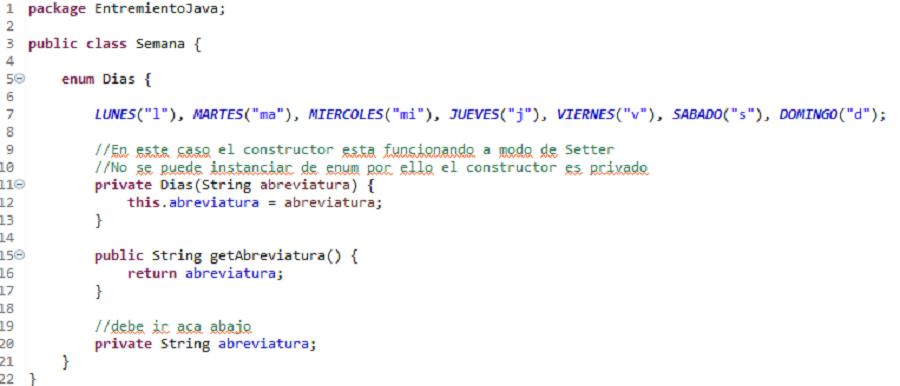 1 package EntremientoJava;
2
3 public class Semana {
4
5 enum Dias {
6
7 LUNES("l"), MARTES("ma"), MIERCOLES("mi"), JUEVES("j"), VIERNES("v"), SABADO("s"), DOMINGO("d");
8
9 //En este caso el constructor esta funcionando a modo de Setter
10 //No se puede instanciar de enum por ello el constructor es privado
11 private Dias(String abreviatura) {
12 this.abreviatura = abreviatura;
13 }
14
15 public String getAbreviatura() {
16 return abreviatura;
17 }
18
19 //debe ir aca abajo
20 private String abreviatura;
21 }
22 }